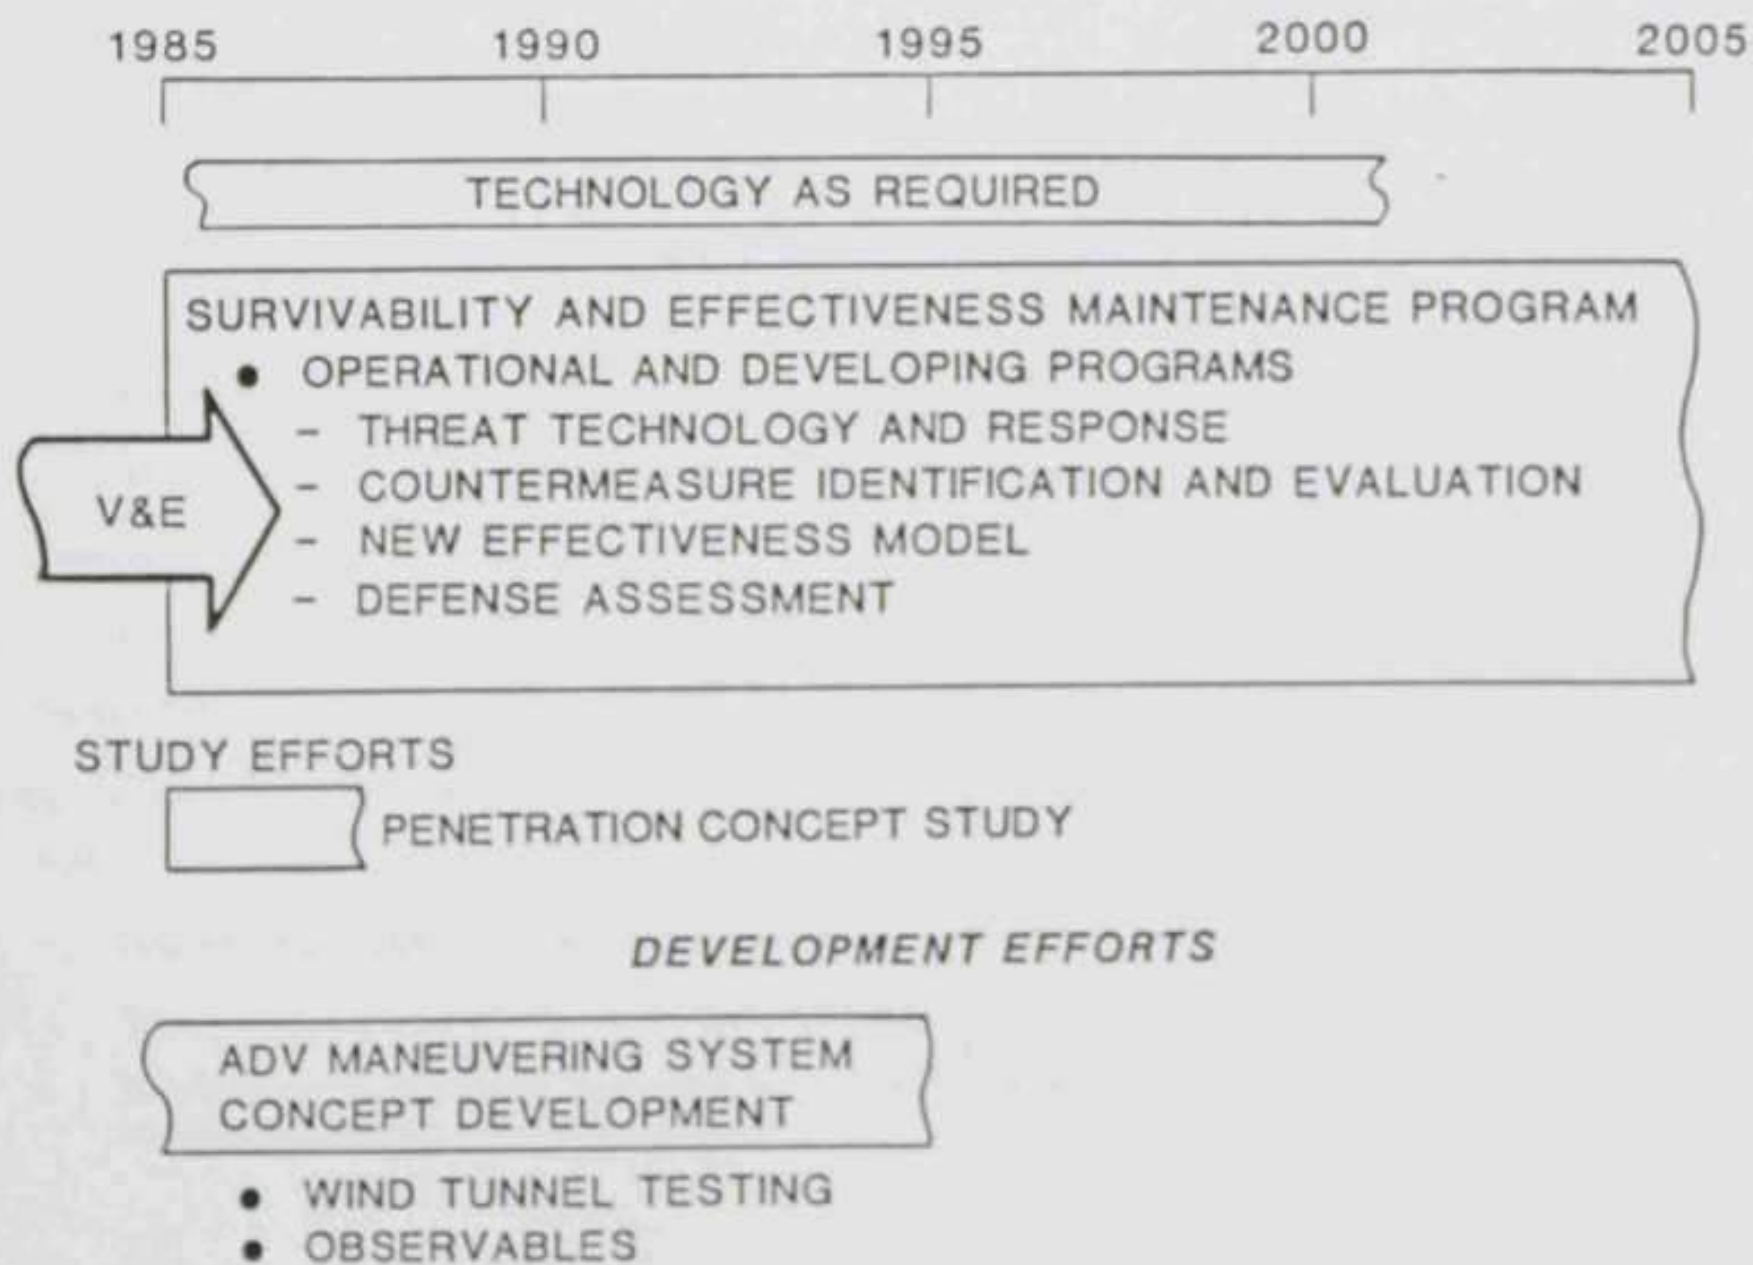 1985 1990 1995 2000 2005
TECHNOLOGY AS REQUIRED
SURVIVABILITY AND EFFECTIVENESS MAINTENANCE PROGRAM
● OPERATIONAL AND DEVELOPING PROGRAMS
– THREAT TECHNOLOGY AND RESPONSE
– COUNTERMEASURE IDENTIFICATION AND EVALUATION
V&E
– NEW EFFECTIVENESS MODEL
– DEFENSE ASSESSMENT
STUDY EFFORTS
PENETRATION CONCEPT STUDY
DEVELOPMENT EFFORTS
ADV MANEUVERING SYSTEM
CONCEPT DEVELOPMENT
● WIND TUNNEL TESTING
● OBSERVABLES